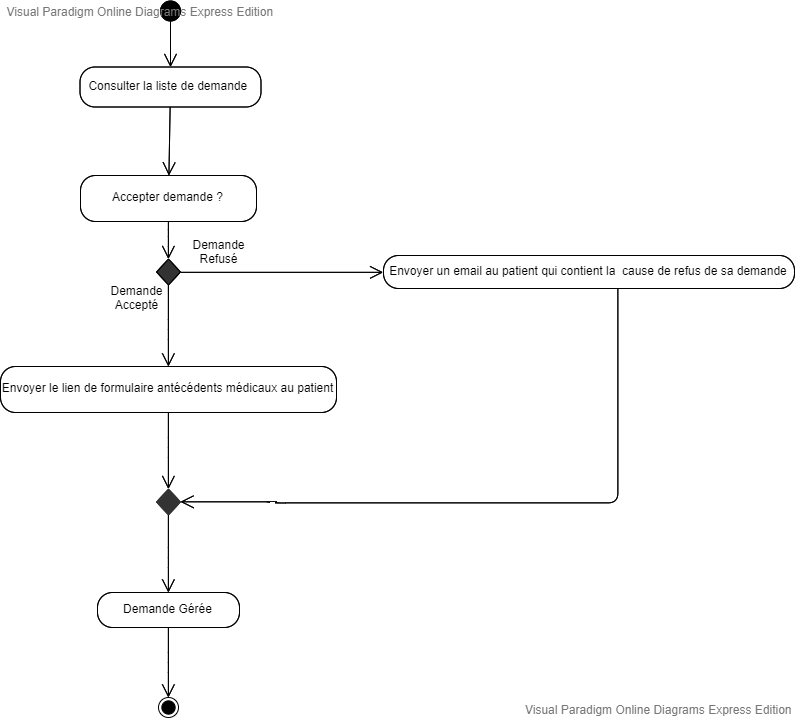 Visual Paradigm Online Diagrams Express Edition
Consulter la liste de demande
Accepter demande ?
Demande
Refusé
Envoyer un email au patient qui contient la  cause de refus de sa demande
Demande
Accepté
Envoyer le lien de formulaire antécédents médicaux au patient
Demande Gérée
Visual Paradigm Online Diagrams Express Edition